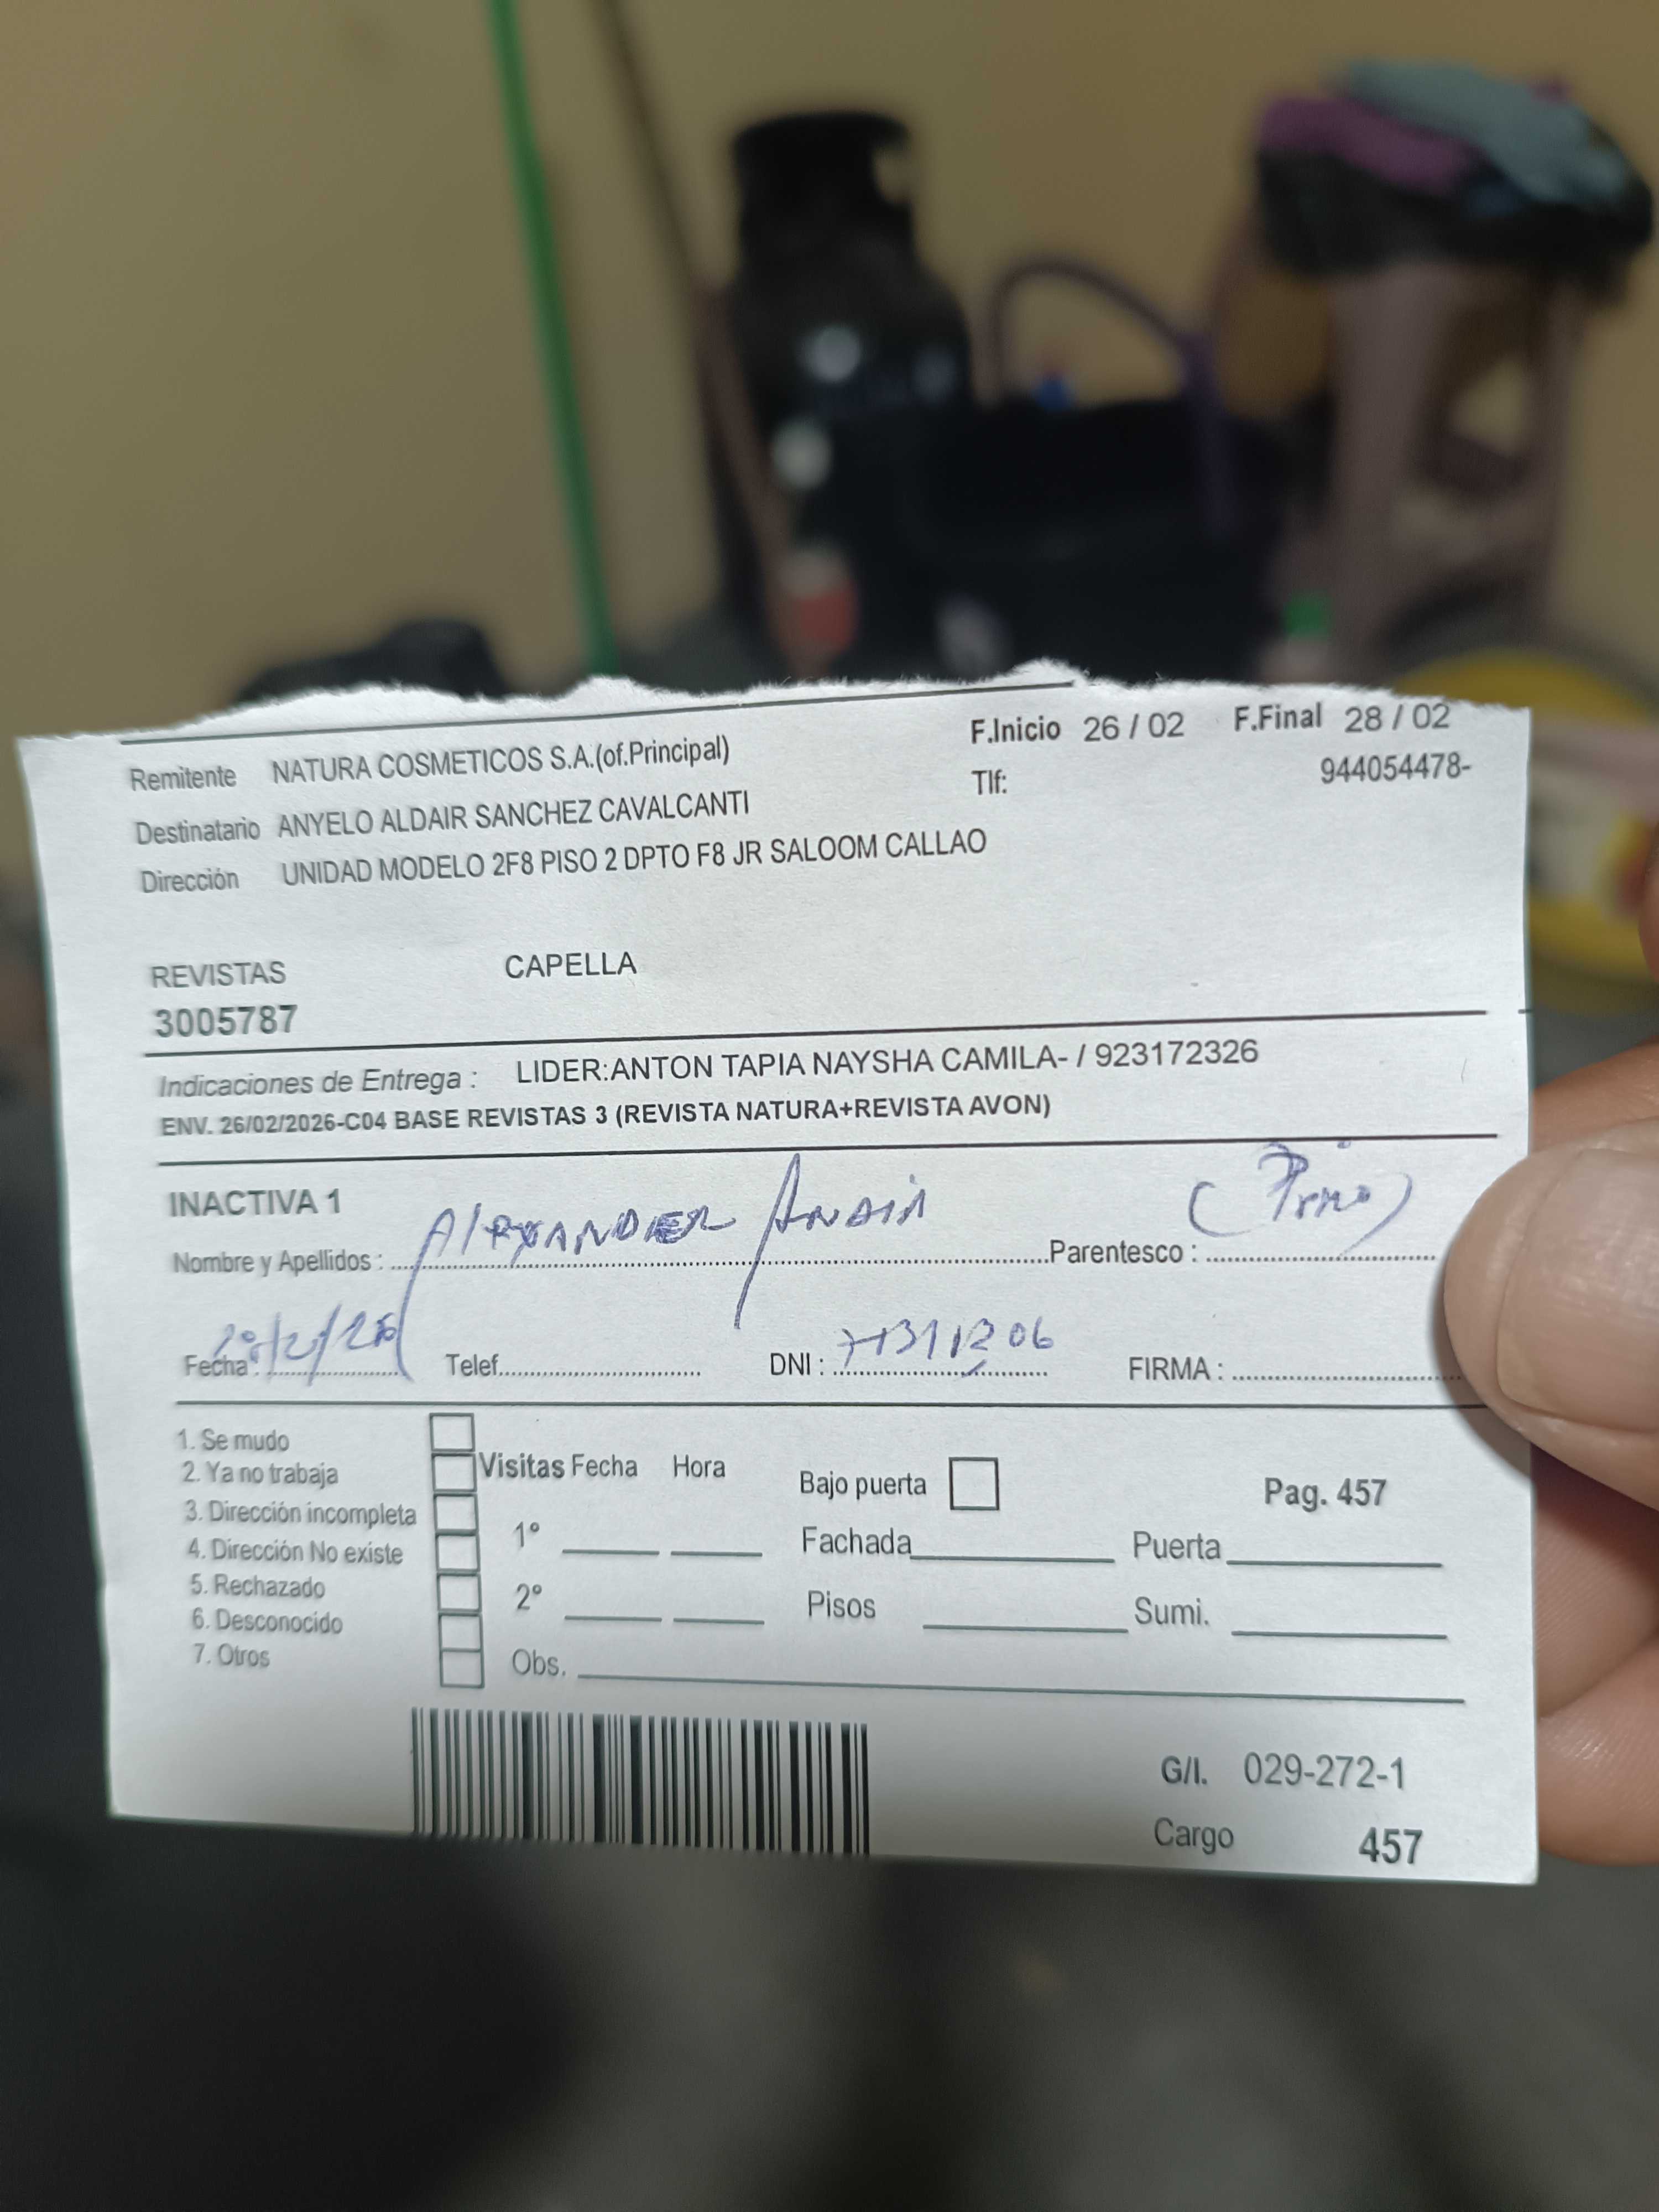 F.Inicio 26 / 02 F.Final 28 / 02
Remitente NATURA COSMETICOS S.A.(of.Principal)
Tlf: 944054478-
Destinatario ANYELO ALDAIR SANCHEZ CAVALCANTI
Dirección UNIDAD MODELO 2F8 PISO 2 DPTO F8 JR SALOOM CALLAO
REVISTAS CAPELLA
3005787
Indicaciones de Entrega : LIDER:ANTON TAPIA NAYSHA CAMILA- / 923172326
ENV. 26/02/2026-C04 BASE REVISTAS 3 (REVISTA NATURA+REVISTA AVON)
INACTIVA 1
Nombre y Apellidos : Alexander Parentesco : (Primo)
Fecha : Telef. DNI : FIRMA :
1. Se mudo
2. Ya no trabaja
3. Dirección incompleta
4. Dirección No existe
5. Rechazado
6. Desconocido
7. Otros
Visitas Fecha Hora
1º
2º
Obs.
Bajo puerta
Pag. 457
Fachada Puerta
Pisos Sumi.
G/I. 029-272-1
Cargo 457